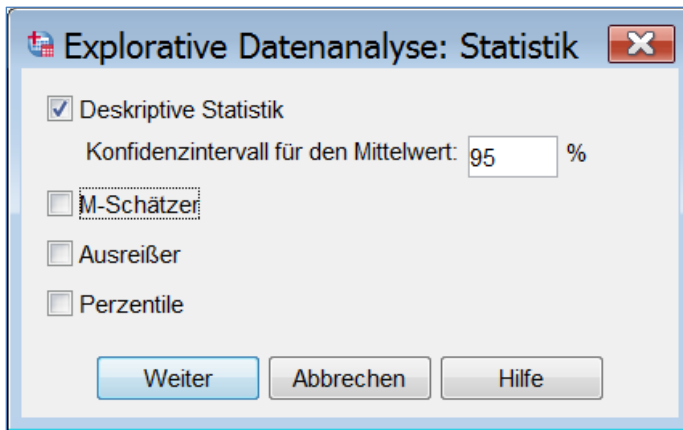 Explorative Datenanalyse: Statistik
Deskriptive Statistik
Konfidenzintervall für den Mittelwert: 95 %
M-Schätzer
Ausreißer
Perzentile
Weiter Abbrechen Hilfe